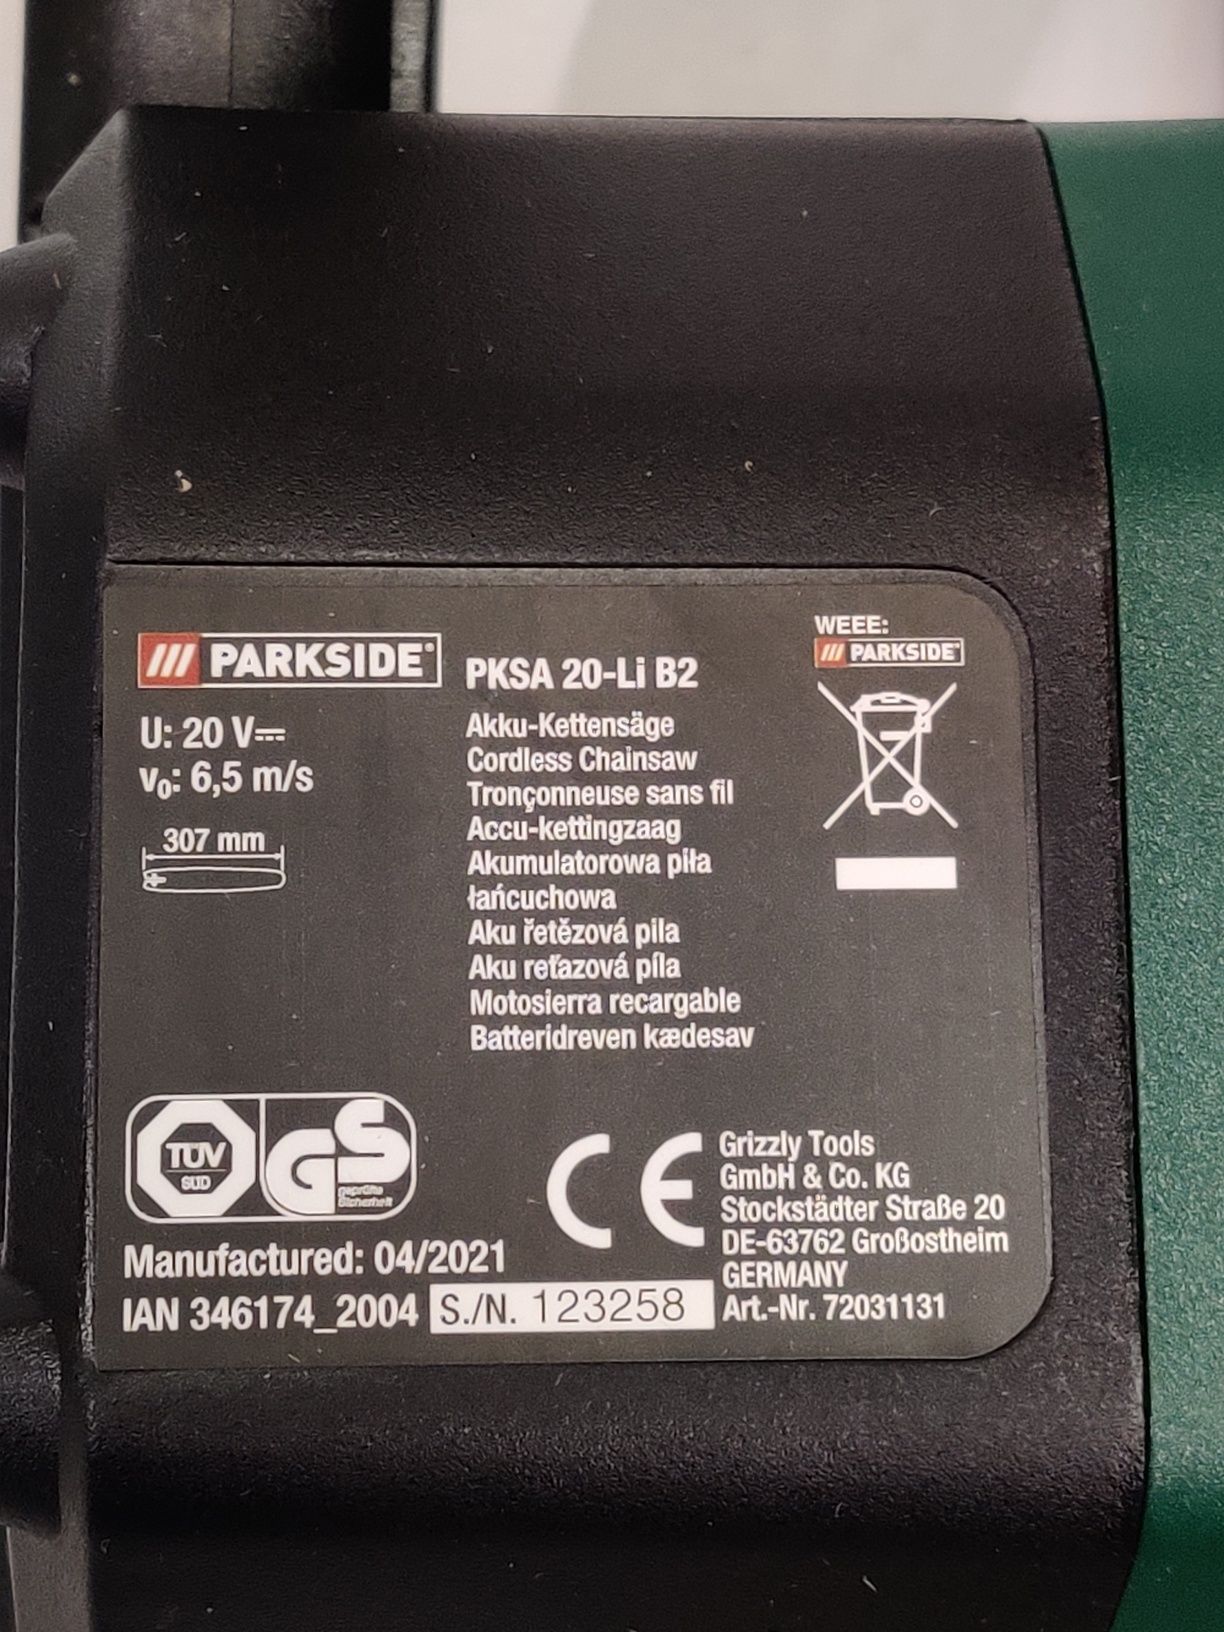 PARKSIDE®
U: 20 V⎓
v₀: 6,5 m/s
307 mm
PKSA 20-Li B2
Akku-Kettensäge
Cordless Chainsaw
Tronçonneuse sans fil
Accu-kettingzaag
Akumulatorowa piła
łańcuchowa
Aku řetězová pila
Aku reťazová píla
Motosierra recargable
Batteridreven kædesav
WEEE:
PARKSIDE®
TÜV
SÜD
GS
geprüfte
Sicherheit
CE
Grizzly Tools
GmbH & Co. KG
Stockstädter Straße 20
DE-63762 Großostheim
GERMANY
Art.-Nr. 72031131
Manufactured: 04/2021
IAN 346174_2004 S./N. 123258